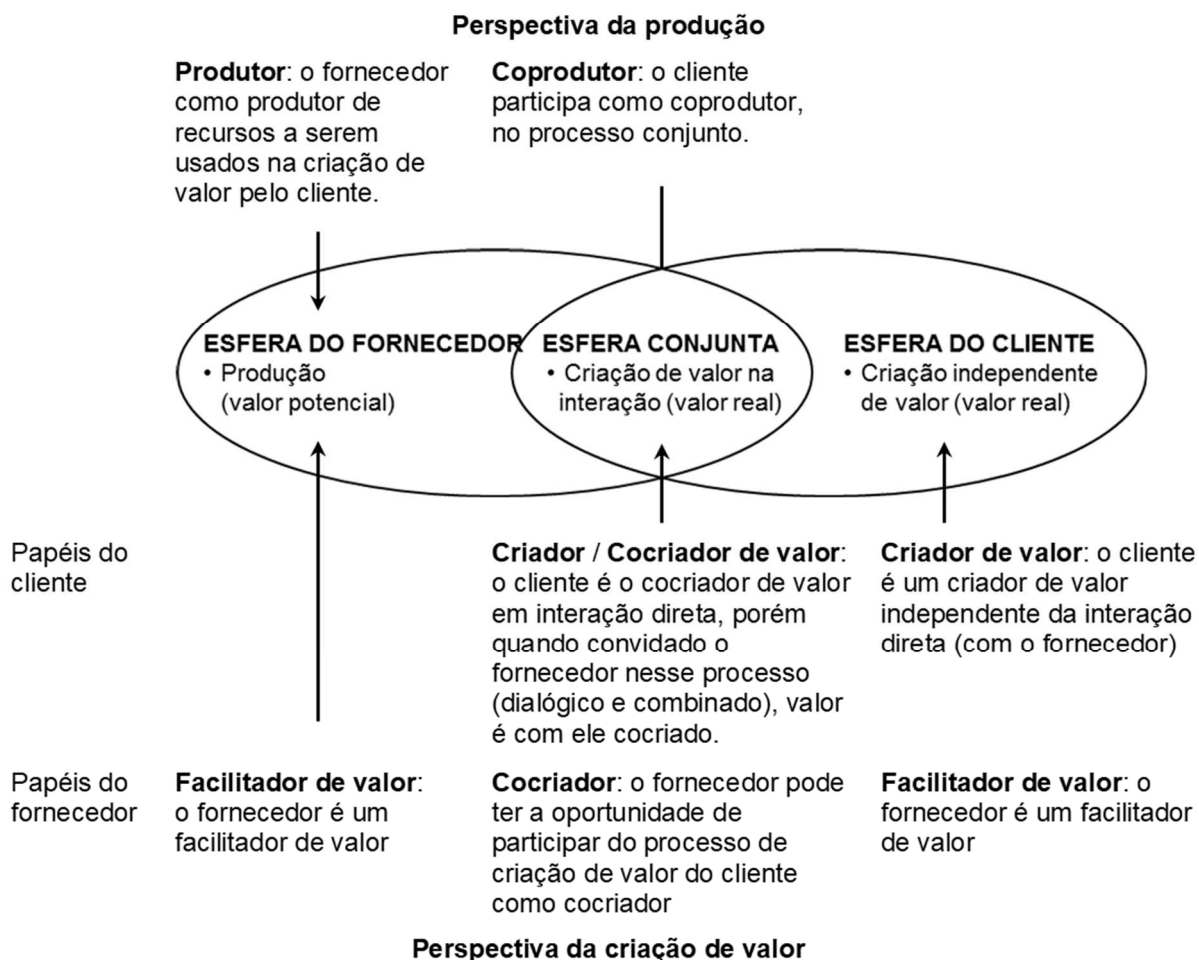 Perspectiva da produção
Produtor: o fornecedor
como produtor de
recursos a serem
usados na criação de
valor pelo cliente.
Coprodutor: o cliente
participa como coprodutor,
no processo conjunto.
ESFERA DO FORNECEDOR
• Produção
(valor potencial)
ESFERA CONJUNTA
• Criação de valor na
interação (valor real)
ESFERA DO CLIENTE
• Criação independente
de valor (valor real)
Papéis do
cliente
Criador / Cocriador de valor:
o cliente é o cocriador de valor
em interação direta, porém
quando convidado o
fornecedor nesse processo
(dialógico e combinado), valor
é com ele cocriado.
Criador de valor: o cliente
é um criador de valor
independente da interação
direta (com o fornecedor)
Papéis do
fornecedor
Facilitador de valor:
o fornecedor é um
facilitador de valor
Cocriador: o fornecedor pode
ter a oportunidade de
participar do processo de
criação de valor do cliente
como cocriador
Facilitador de valor: o
fornecedor é um facilitador
de valor
Perspectiva da criação de valor